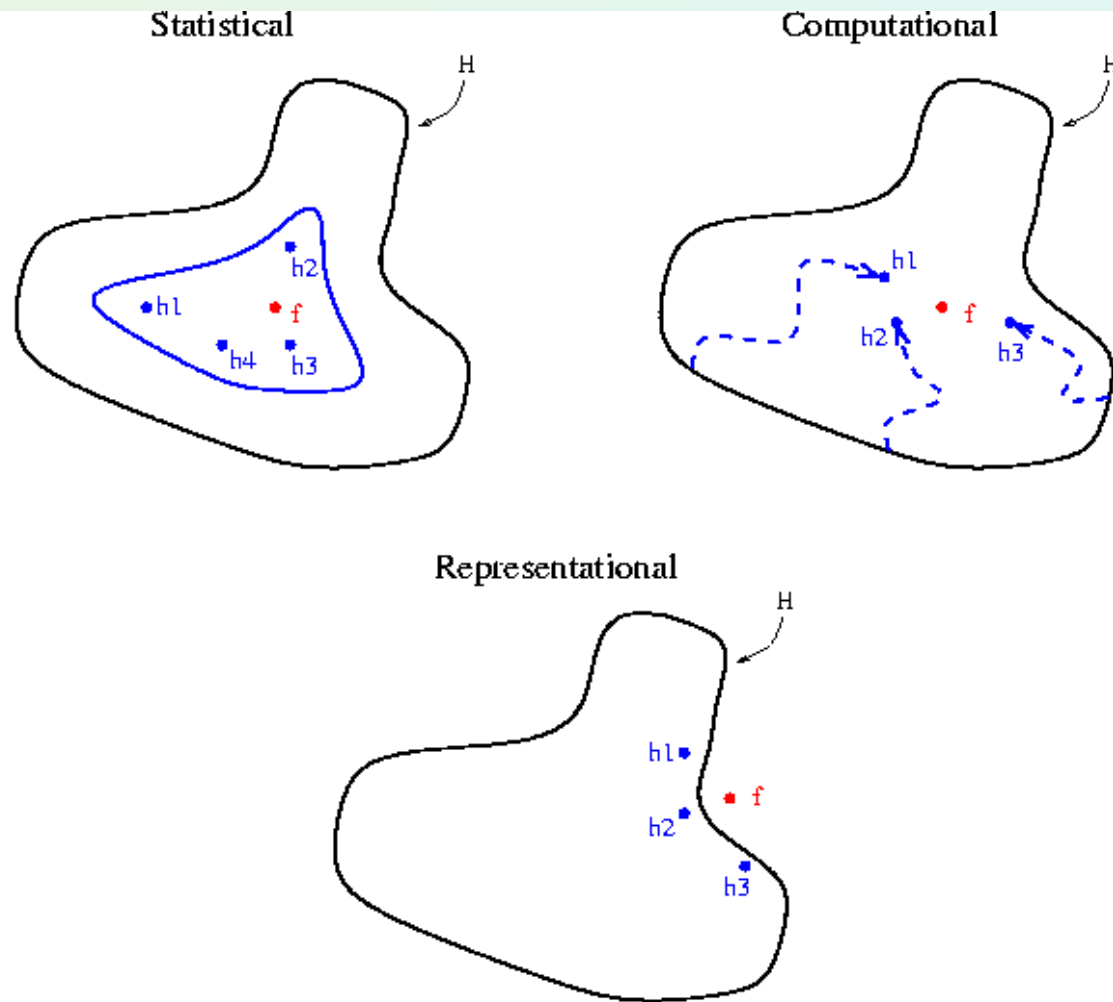 Statistical
H
h2
h1
f
h4
h3
Computational
H
h1
f
h2
h3
Representational
H
h1
f
h2
h3